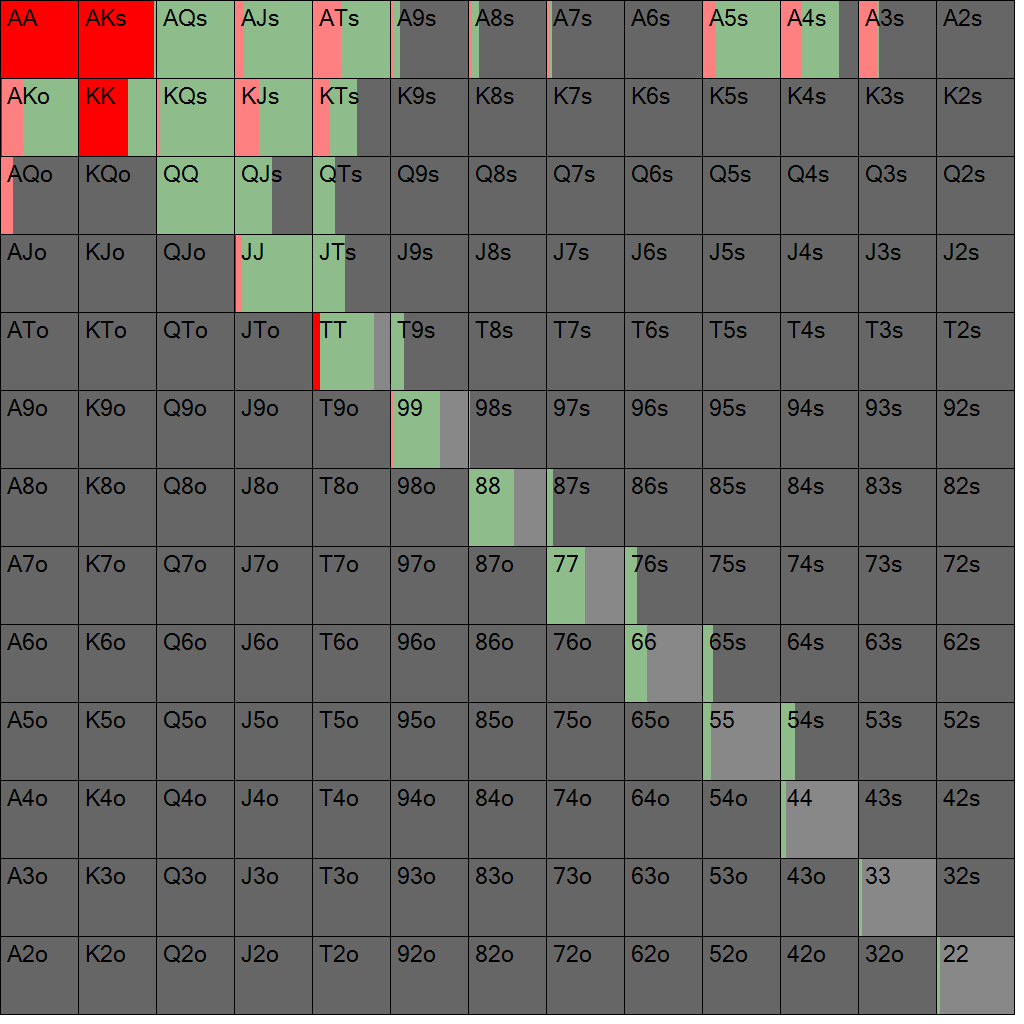 AA AKs AQs AJs ATs A9s A8s A7s A6s A5s A4s A3s A2s
AKo KK KQs KJs KTs K9s K8s K7s K6s K5s K4s K3s K2s
AQo KQo QQ QJs QTs Q9s Q8s Q7s Q6s Q5s Q4s Q3s Q2s
AJo KJo QJo JJ JTs J9s J8s J7s J6s J5s J4s J3s J2s
ATo KTo QTo JTo TT T9s T8s T7s T6s T5s T4s T3s T2s
A9o K9o Q9o J9o T9o 99 98s 97s 96s 95s 94s 93s 92s
A8o K8o Q8o J8o T8o 98o 88 87s 86s 85s 84s 83s 82s
A7o K7o Q7o J7o T7o 97o 87o 77 76s 75s 74s 73s 72s
A6o K6o Q6o J6o T6o 96o 86o 76o 66 65s 64s 63s 62s
A5o K5o Q5o J5o T5o 95o 85o 75o 65o 55 54s 53s 52s
A4o K4o Q4o J4o T4o 94o 84o 74o 64o 54o 44 43s 42s
A3o K3o Q3o J3o T3o 93o 83o 73o 63o 53o 43o 33 32s
A2o K2o Q2o J2o T2o 92o 82o 72o 62o 52o 42o 32o 22